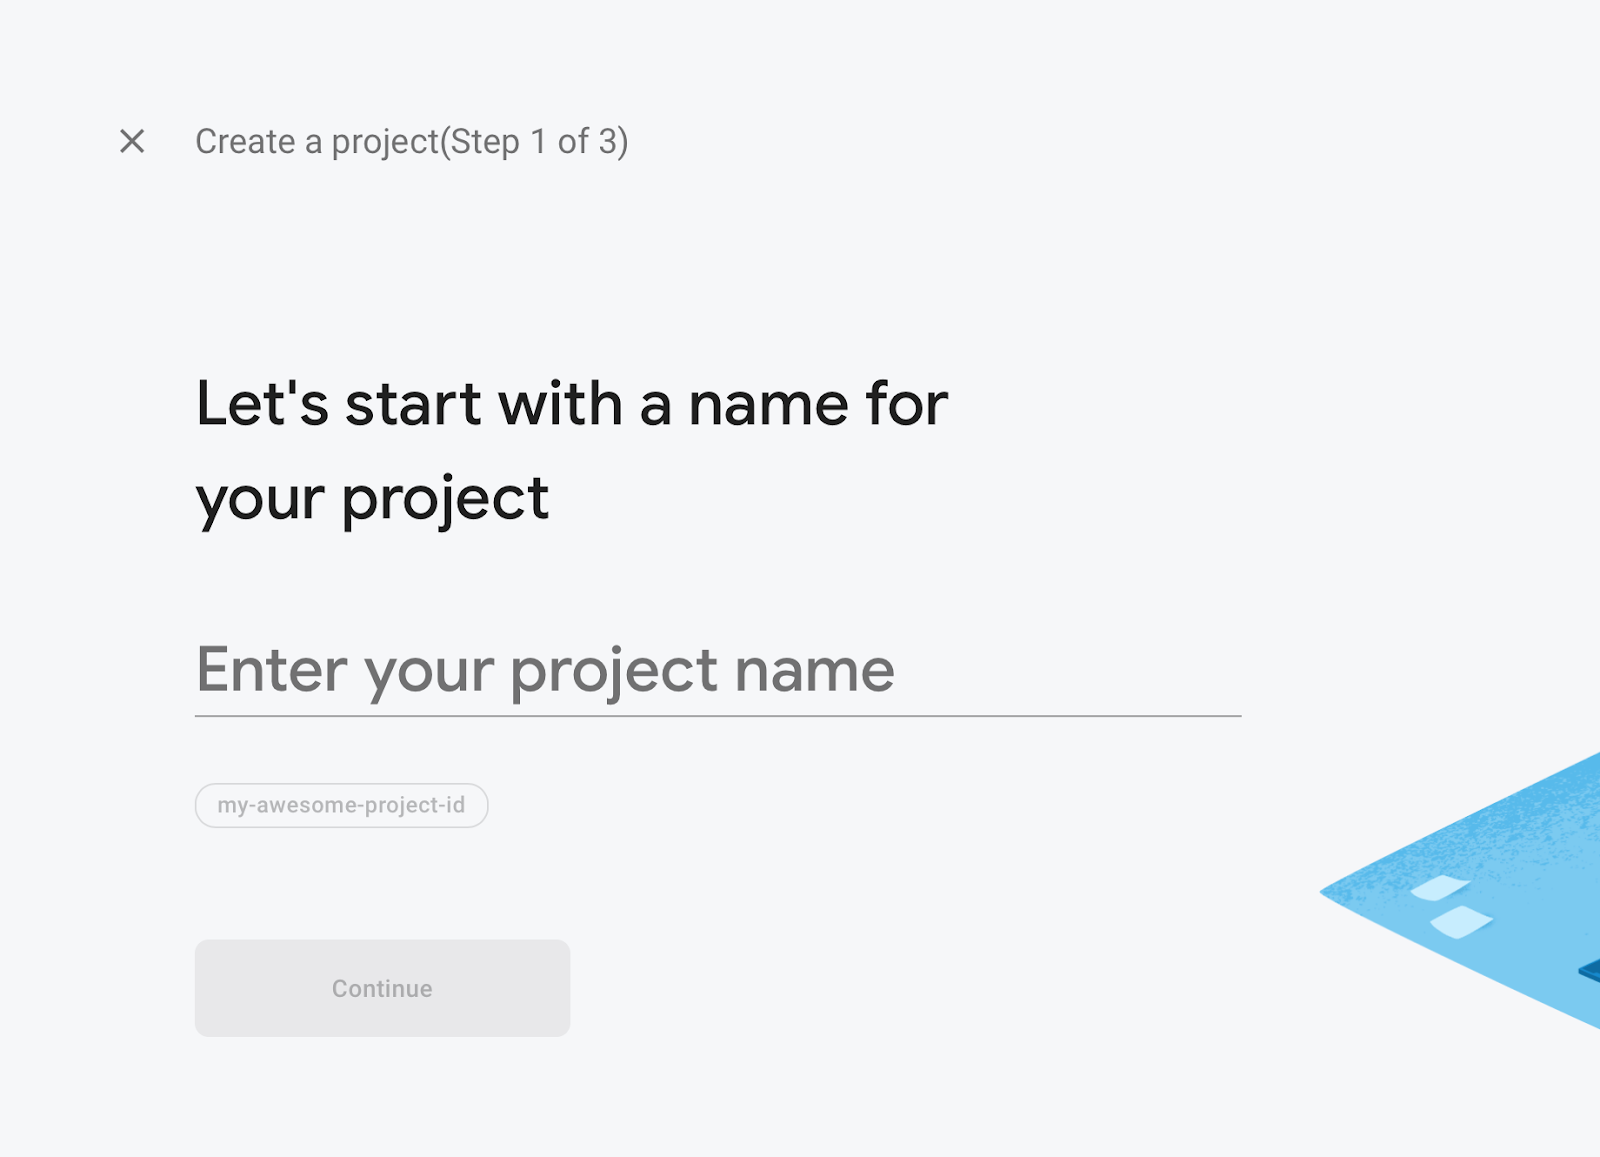 Create a project(Step 1 of 3)
Let's start with a name for
your project
Enter your project name
my-awesome-project-id
Continue